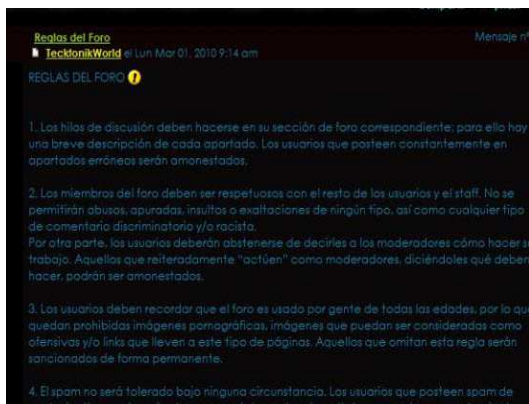 Reglas del Foro
Mensaje nº
TecktonikWorld el Lun Mar 01, 2010 9:14 am
REGLAS DEL FORO
1. Los hilos de discusión deben hacerse en su sección de foro correspondiente; para ello hay
una breve descripción de cada apartado. Los usuarios que posteen constantemente en
apartados erróneos serán amonestados.
2. Los miembros del foro deben ser respetuosos con el resto de los usuarios y el staff. No se
permitirán abusos, apuradas, insultos o exaltaciones de ningún tipo, así como cualquier tipo
de comentario discriminatorio y/o racista.
Por otra parte, los usuarios deberán abstenerse de decirles a los moderadores cómo hacer s
trabajo. Aquellos que reiteradamente "actúen" como moderadores, diciéndoles qué deben
hacer, podrán ser amonestados.
3. Los usuarios deben recordar que el foro es usado por gente de todas las edades, por lo que
quedan prohibidas imágenes pornográficas, imágenes que puedan ser consideradas como
ofensivas y/o links que lleven a este tipo de páginas. Aquellos que omitan esta regla serán
sancionados de forma permanente.
4. El spam no será tolerado bajo ninguna circunstancia. Los usuarios que posteen spam de